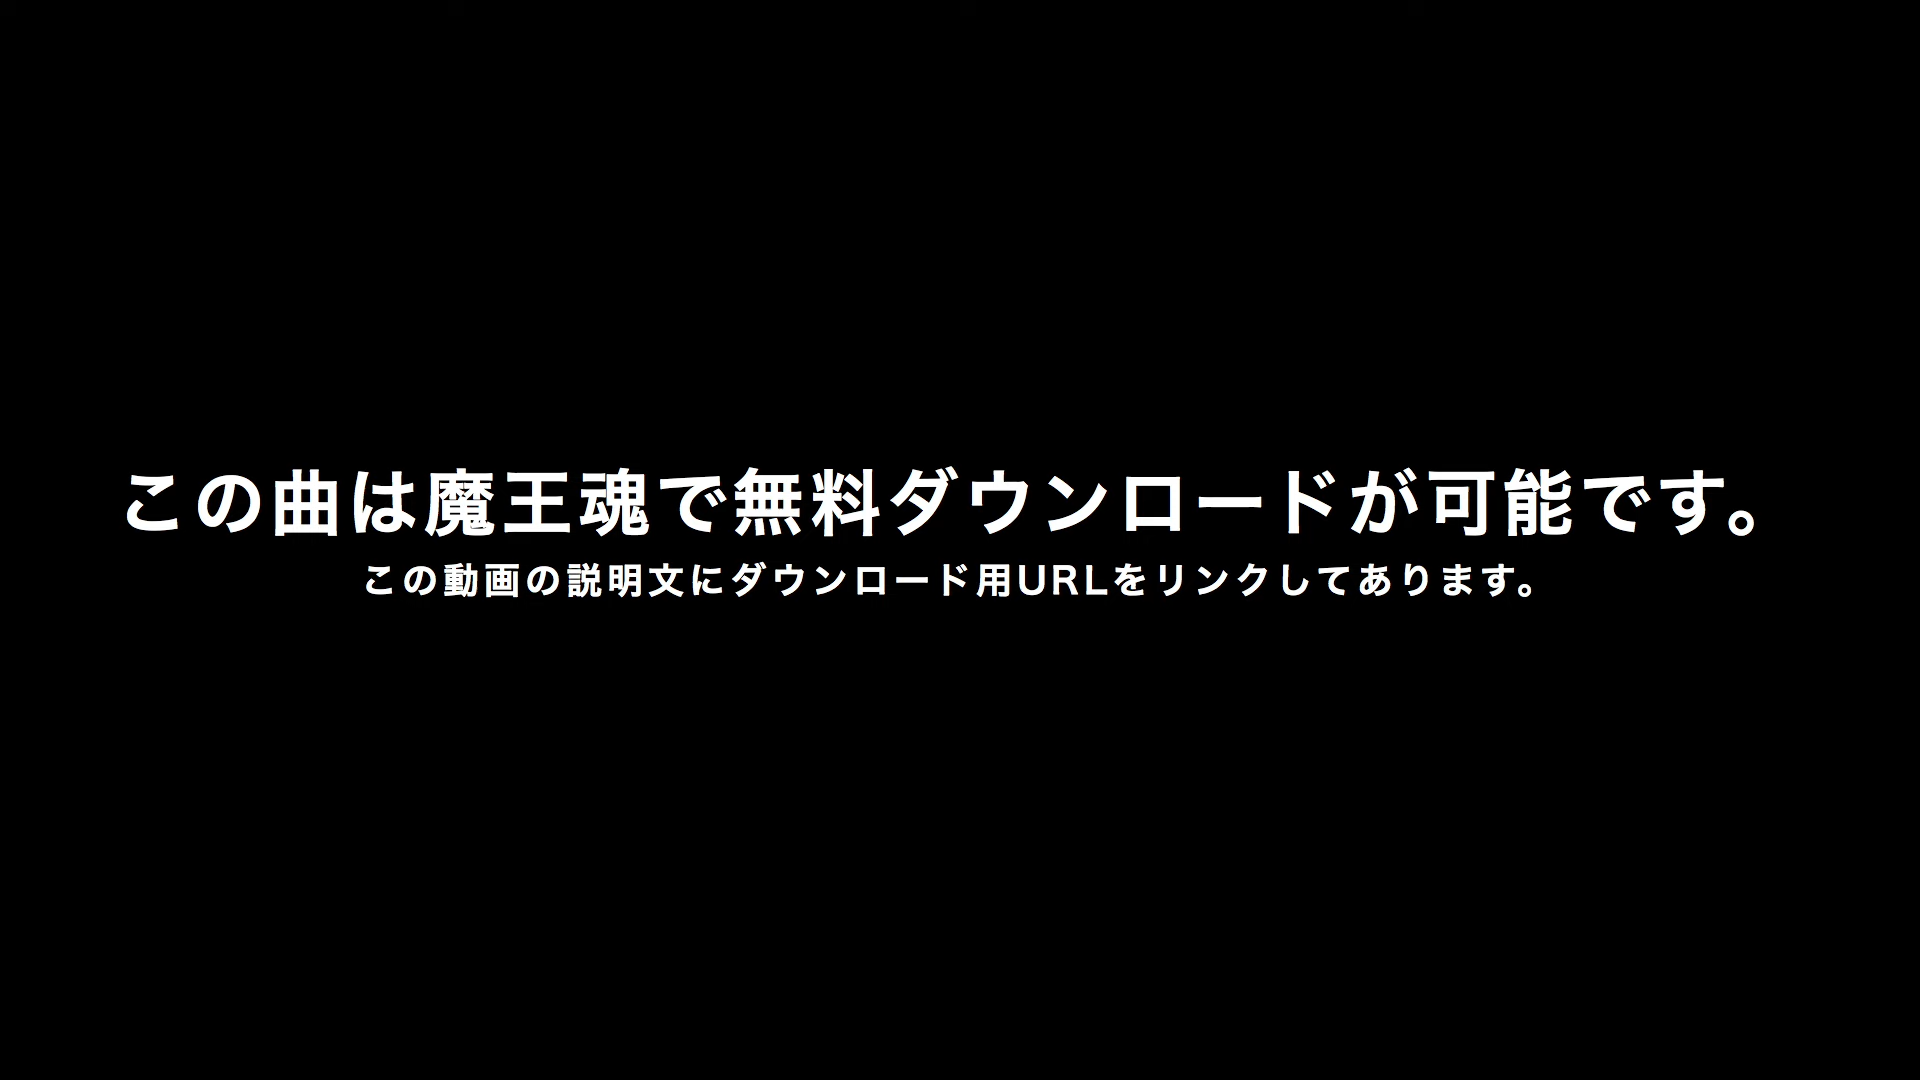 この曲は魔王魂で無料ダウンロードが可能です。
この動画の説明文にダウンロード用URLをリンクしてあります。